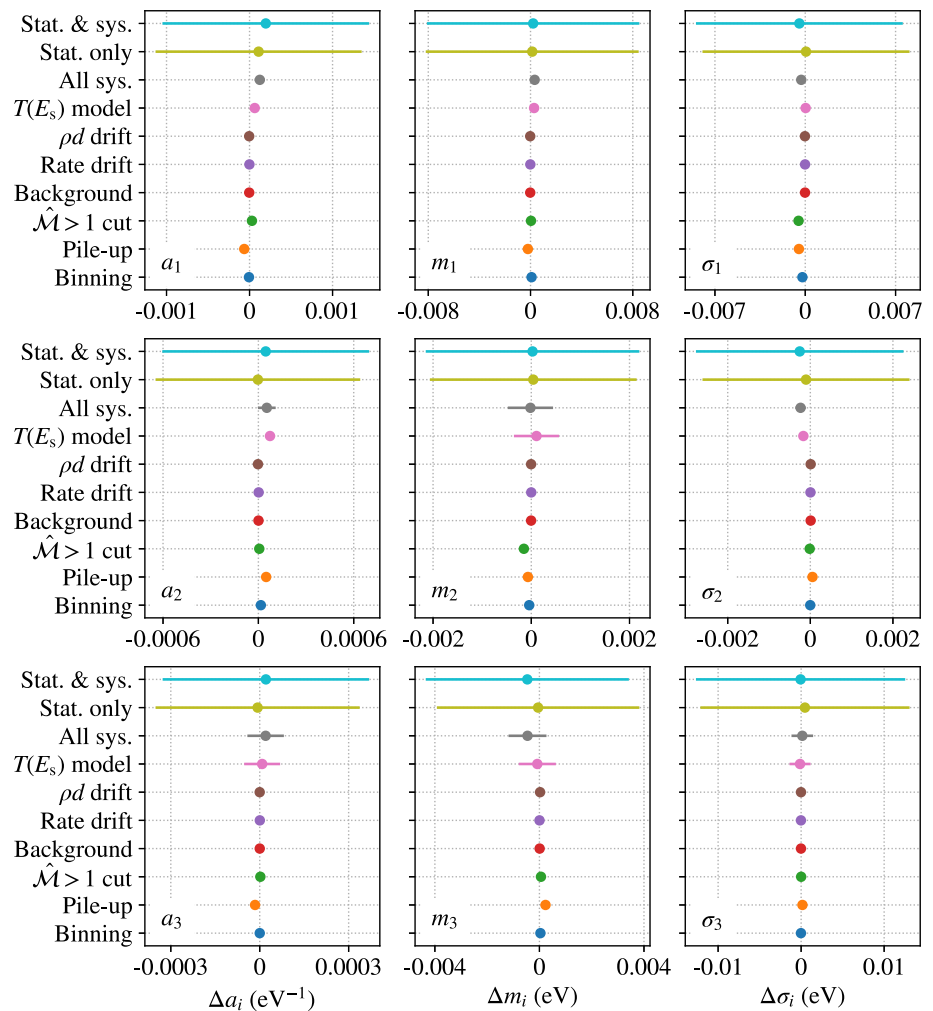 Stat. & sys.
Stat. only
All sys.
T(Eₛ) model
ρd drift
Rate drift
Background
ℳ̂ > 1 cut
Pile-up
Binning
a₁
m₁
σ₁
-0.001 0 0.001
-0.008 0 0.008
-0.007 0 0.007
Stat. & sys.
Stat. only
All sys.
T(Eₛ) model
ρd drift
Rate drift
Background
ℳ̂ > 1 cut
Pile-up
Binning
a₂
m₂
σ₂
-0.00006 0 0.0006
-0.002 0 0.002
-0.002 0 0.002
Stat. & sys.
Stat. only
All sys.
T(Eₛ) model
ρd drift
Rate drift
Background
ℳ̂ > 1 cut
Pile-up
Binning
a₃
m₃
σ₃
-0.0003 0 0.0003
-0.004 0 0.004
-0.01 0 0.01
Δaᵢ (eV⁻¹)
Δmᵢ (eV)
Δσᵢ (eV)